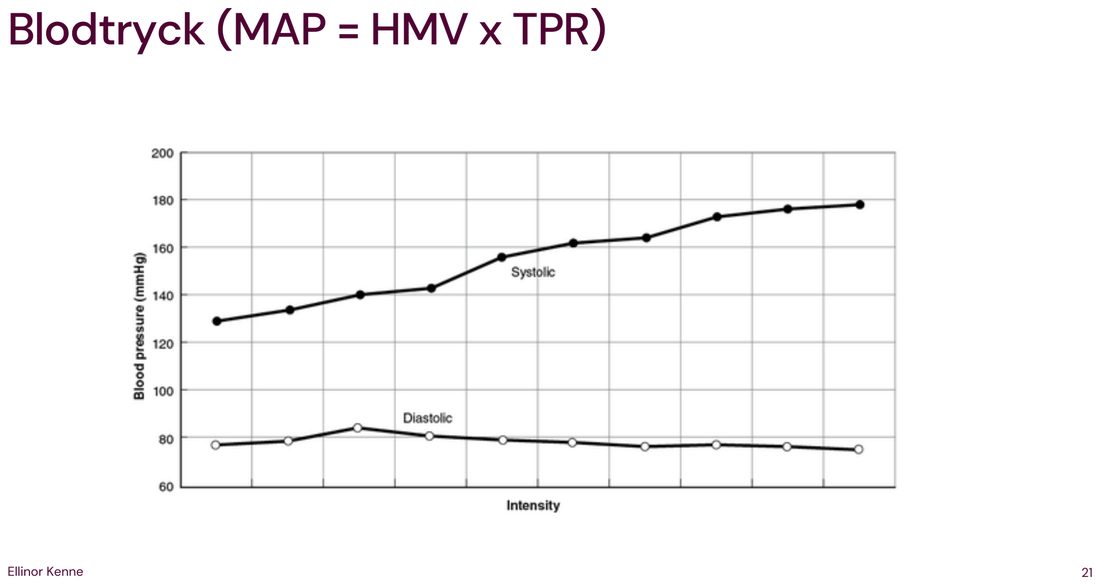 Blodtryck (MAP = HMV x TPR)
200
180
160
140
120
100
80
60
Blood pressure (mmHg)
Systolic
Diastolic
Intensity
Ellinor Kenne
21